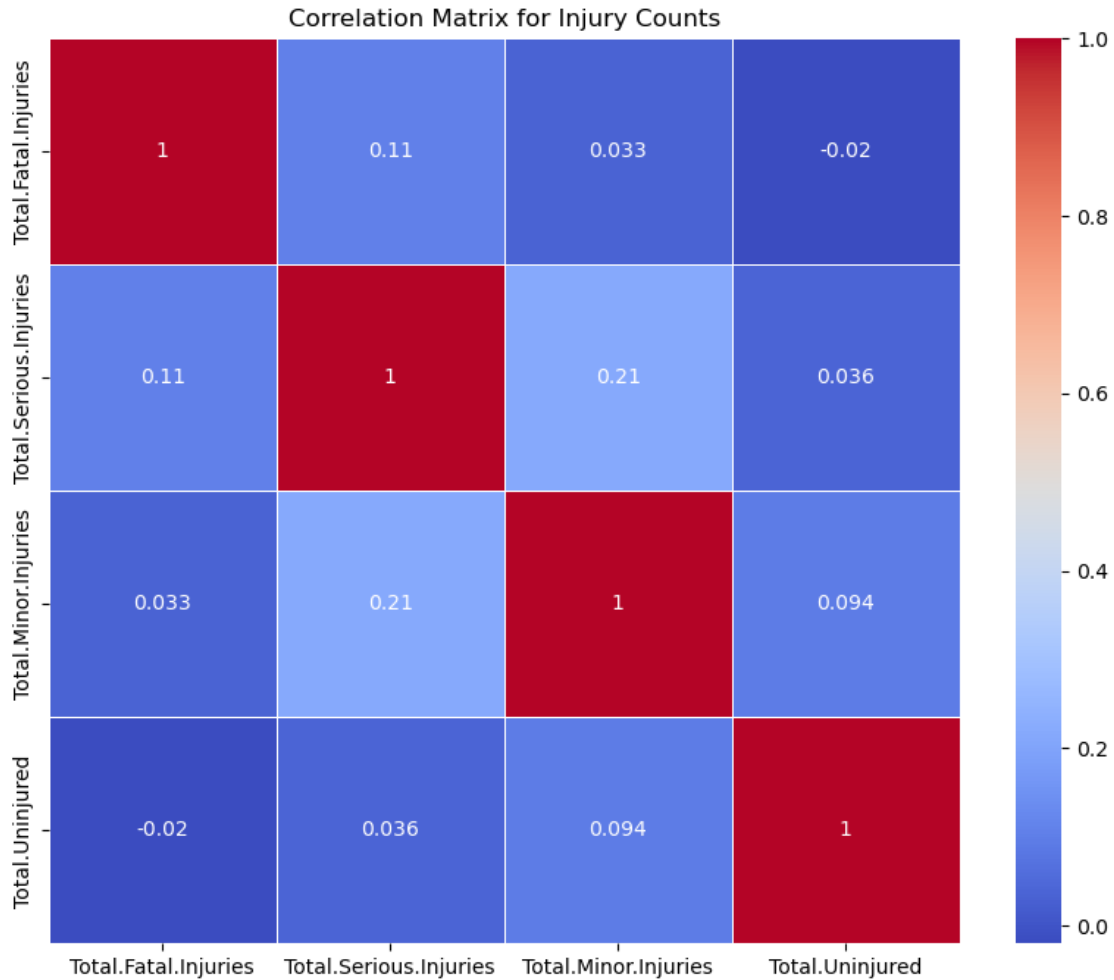 Correlation Matrix for Injury Counts
Total.Fatal.Injuries
1
0.11
0.033
-0.02
Total.Serious.Injuries
0.11
1
0.21
0.036
Total.Minor.Injuries
0.033
0.21
1
0.094
Total.Uninjured
-0.02
0.036
0.094
1
Total.Fatal.Injuries
Total.Serious.Injuries
Total.Minor.Injuries
Total.Uninjured
1.0
0.8
0.6
0.4
0.2
0.0